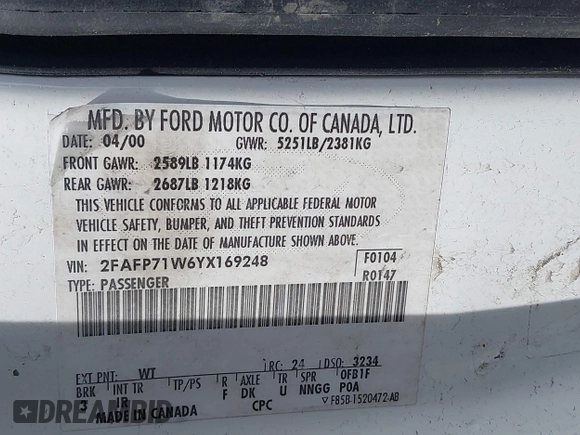 MFD. BY FORD MOTOR CO. OF CANADA, LTD.
DATE: 04/00 GVWR: 5251LB/2381KG
FRONT GAWR: 2589LB 1174KG
REAR GAWR: 2687LB 1218KG
THIS VEHICLE CONFORMS TO ALL APPLICABLE FEDERAL MOTOR
VEHICLE SAFETY, BUMPER, AND THEFT PREVENTION STANDARDS
IN EFFECT ON THE DATE OF MANUFACTURE SHOWN ABOVE.
VIN: 2FAFP71W6YX169248 F0104
TYPE: PASSENGER R0147
EXT PNT: WT RC: 24 DSO: 3234
BRK INT TR TP/PS R AXLE TR SPR 0FB1F
3 F DK U NNGG P0A
MADE IN CANADA CPC F85B-1520472-AB
BIDFAX.INFO